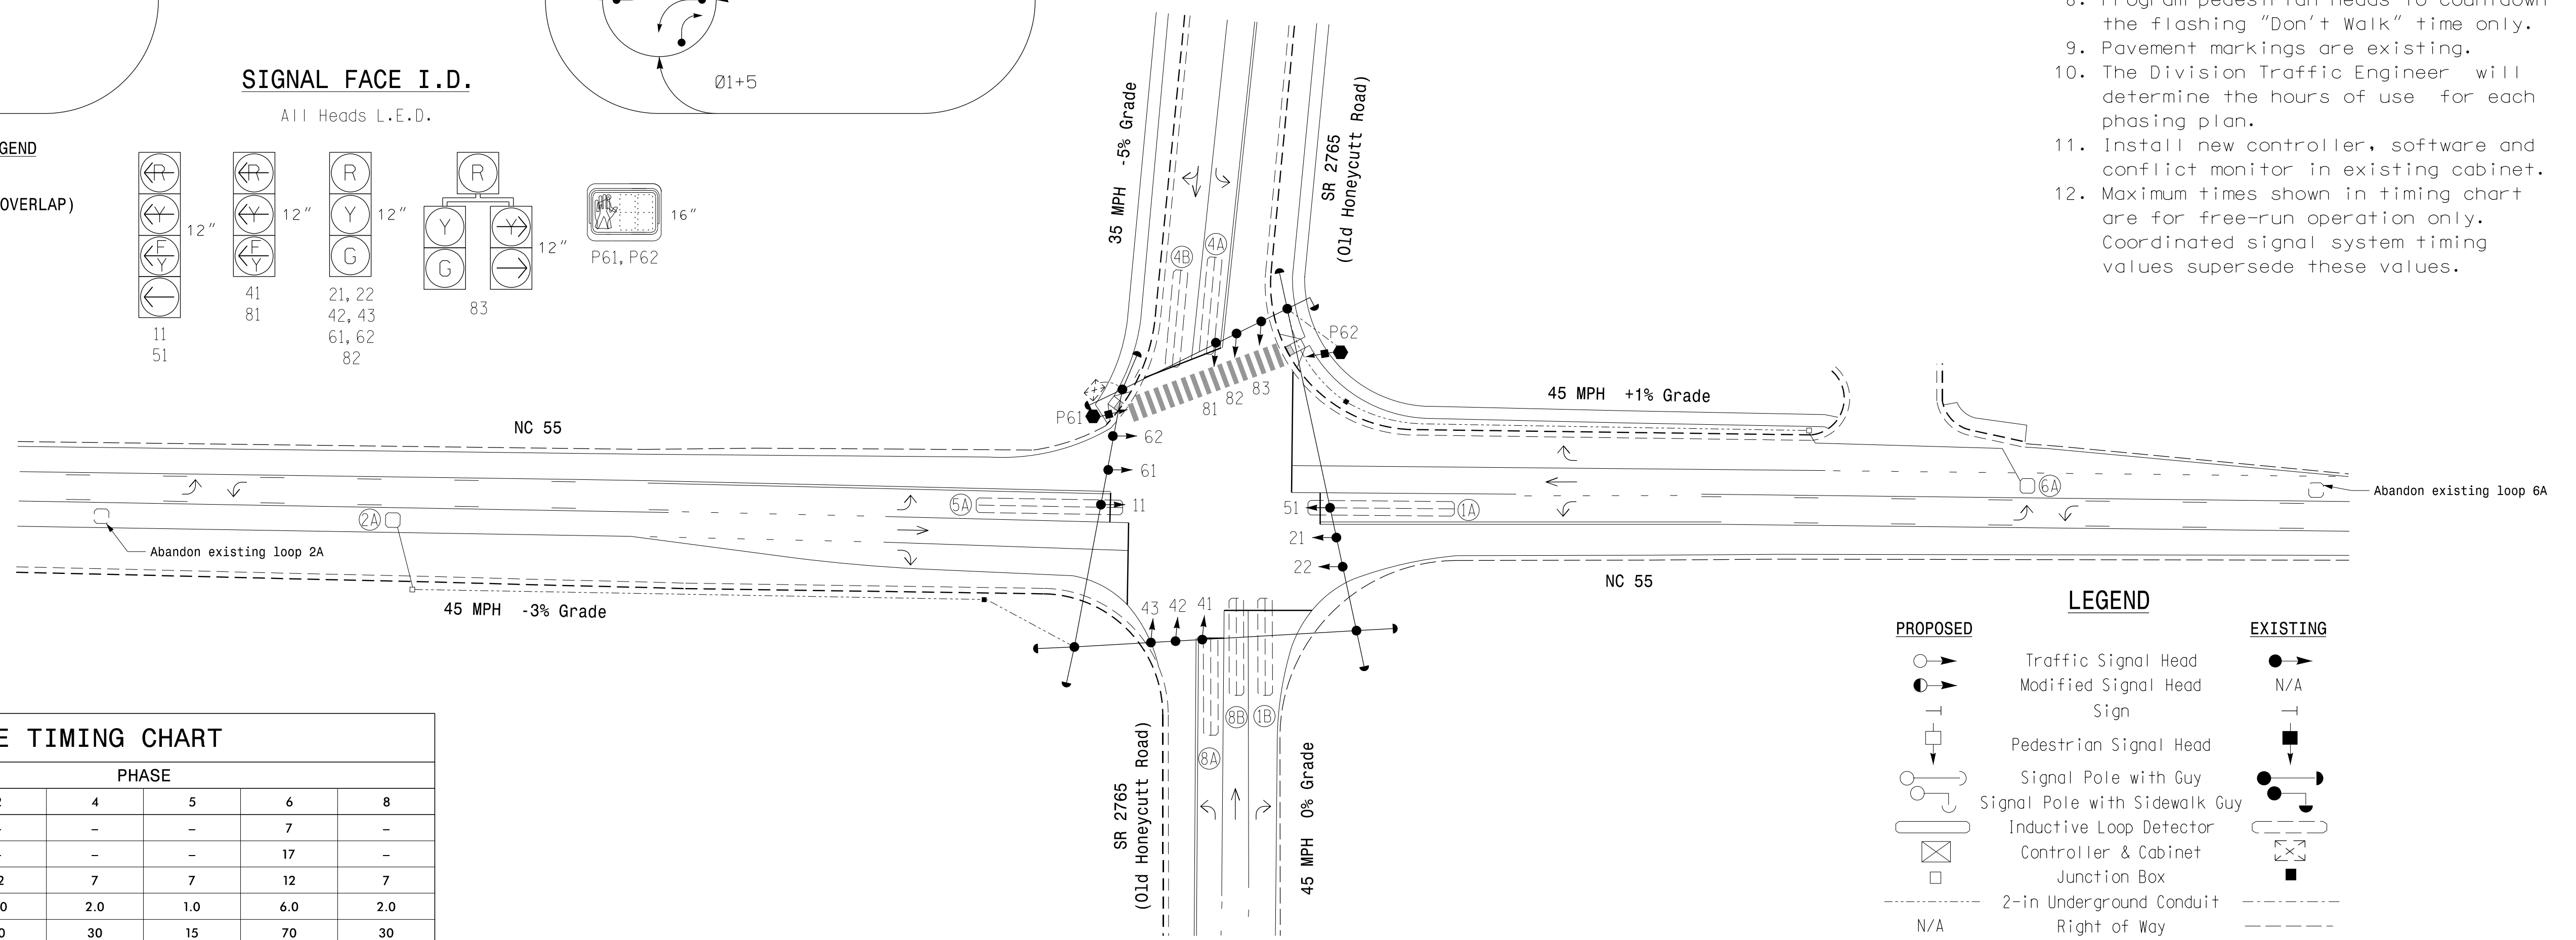 8. Program pedestrian heads to countdown
the flashing "Don't Walk" time only.
9. Pavement markings are existing.
10. The Division Traffic Engineer will
determine the hours of use for each
phasing plan.
11. Install new controller, software and
conflict monitor in existing cabinet.
12. Maximum times shown in timing chart
are for free-run operation only.
Coordinated signal system timing
values supersede these values.
Ø1+5
SIGNAL FACE I.D.
All Heads L.E.D.
GEND
OVERLAP)
R R R R
Y Y Y Y Y
F Y F Y G G
12" 12" 12" 12" 16"
11
51
41
81
21, 22
42, 43
61, 62
82
83
P61, P62
35 MPH -5% Grade
SR 2765
(Old Honeycutt Road)
4B
4A
P62
P61
81
82
83
45 MPH +1% Grade
NC 55
62
61
11
5A
2A
Abandon existing loop 2A
45 MPH -3% Grade
51
1A
21
22
6A
Abandon existing loop 6A
NC 55
43 42 41
8B
1B
8A
SR 2765
(Old Honeycutt Road)
45 MPH 0% Grade
E TIMING CHART
PHASE
4 5 6 8
– – 7 –
– – 17 –
2 7 7 12 7
0 2.0 1.0 6.0 2.0
0 30 15 70 30
LEGEND
PROPOSED EXISTING
Traffic Signal Head
Modified Signal Head N/A
Sign
Pedestrian Signal Head
Signal Pole with Guy
Signal Pole with Sidewalk Guy
Inductive Loop Detector
Controller & Cabinet
Junction Box
2-in Underground Conduit
N/A Right of Way